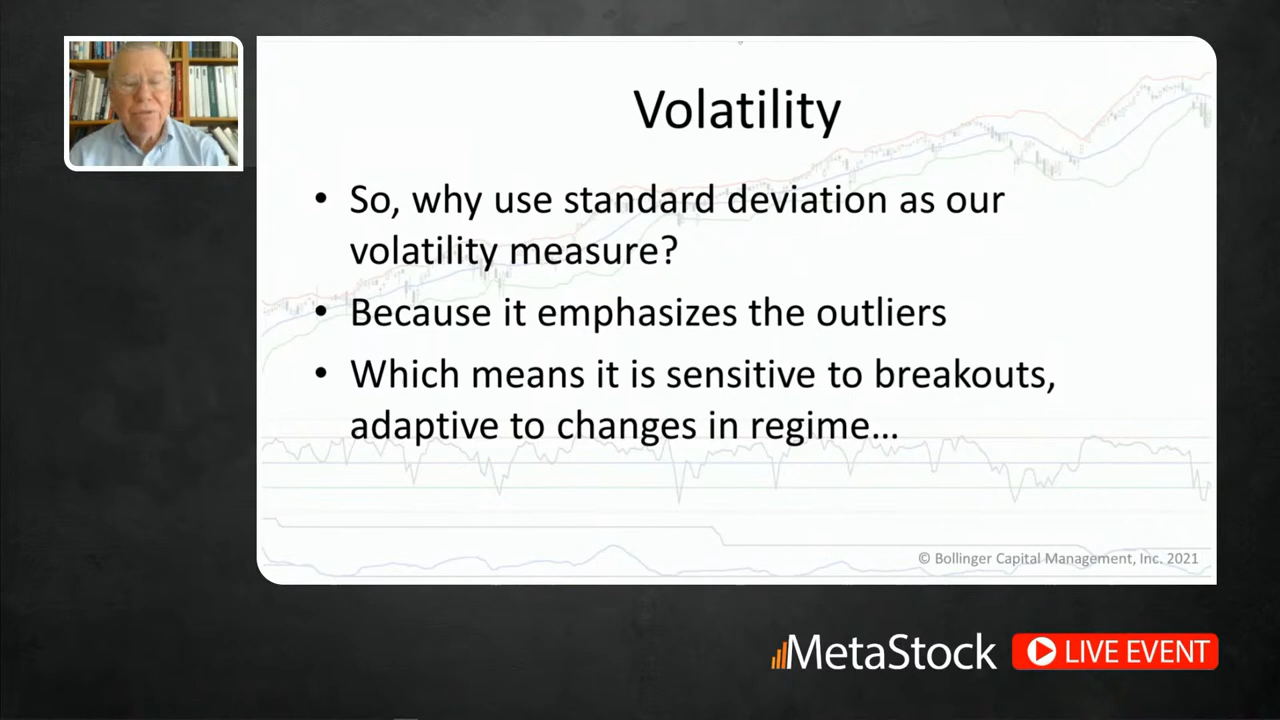 Volatility
• So, why use standard deviation as our
volatility measure?
• Because it emphasizes the outliers
• Which means it is sensitive to breakouts,
adaptive to changes in regime…
© Bollinger Capital Management, Inc. 2021
MetaStock
LIVE EVENT